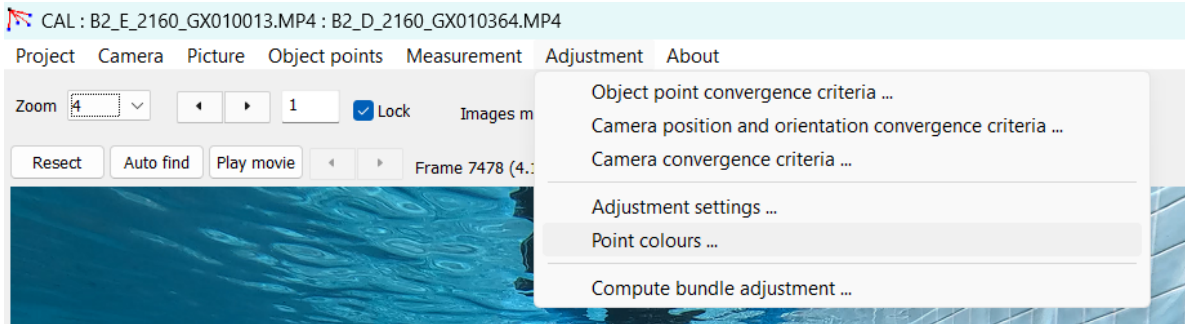 CAL : B2_E_2160_GX010013.MP4 : B2_D_2160_GX010364.MP4
Project Camera Picture Object points Measurement Adjustment About
Zoom 4 1 Lock Images m
Resect Auto find Play movie Frame 7478 (4.
Object point convergence criteria ...
Camera position and orientation convergence criteria ...
Camera convergence criteria ...
Adjustment settings ...
Point colours ...
Compute bundle adjustment ...